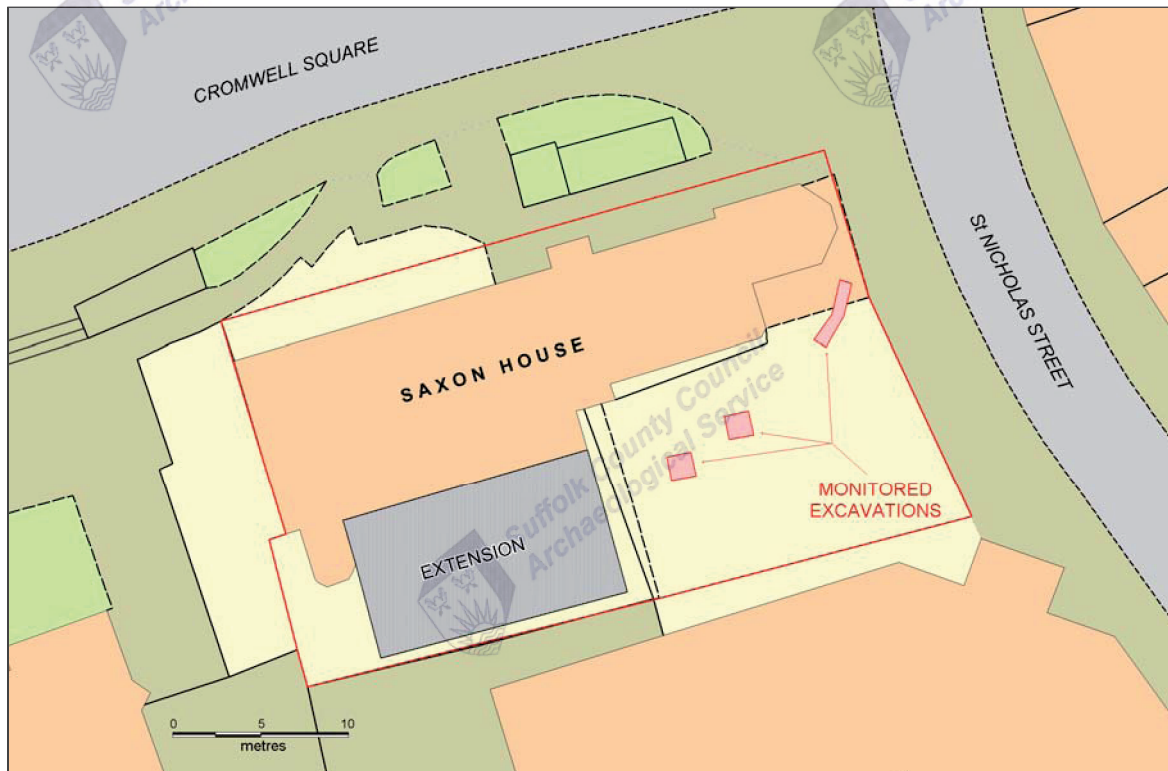 CROMWELL SQUARE
St NICHOLAS STREET
SAXON HOUSE
Suffolk County Council
Archaeological Service
MONITORED
EXCAVATIONS
EXTENSION
0 5 10
metres